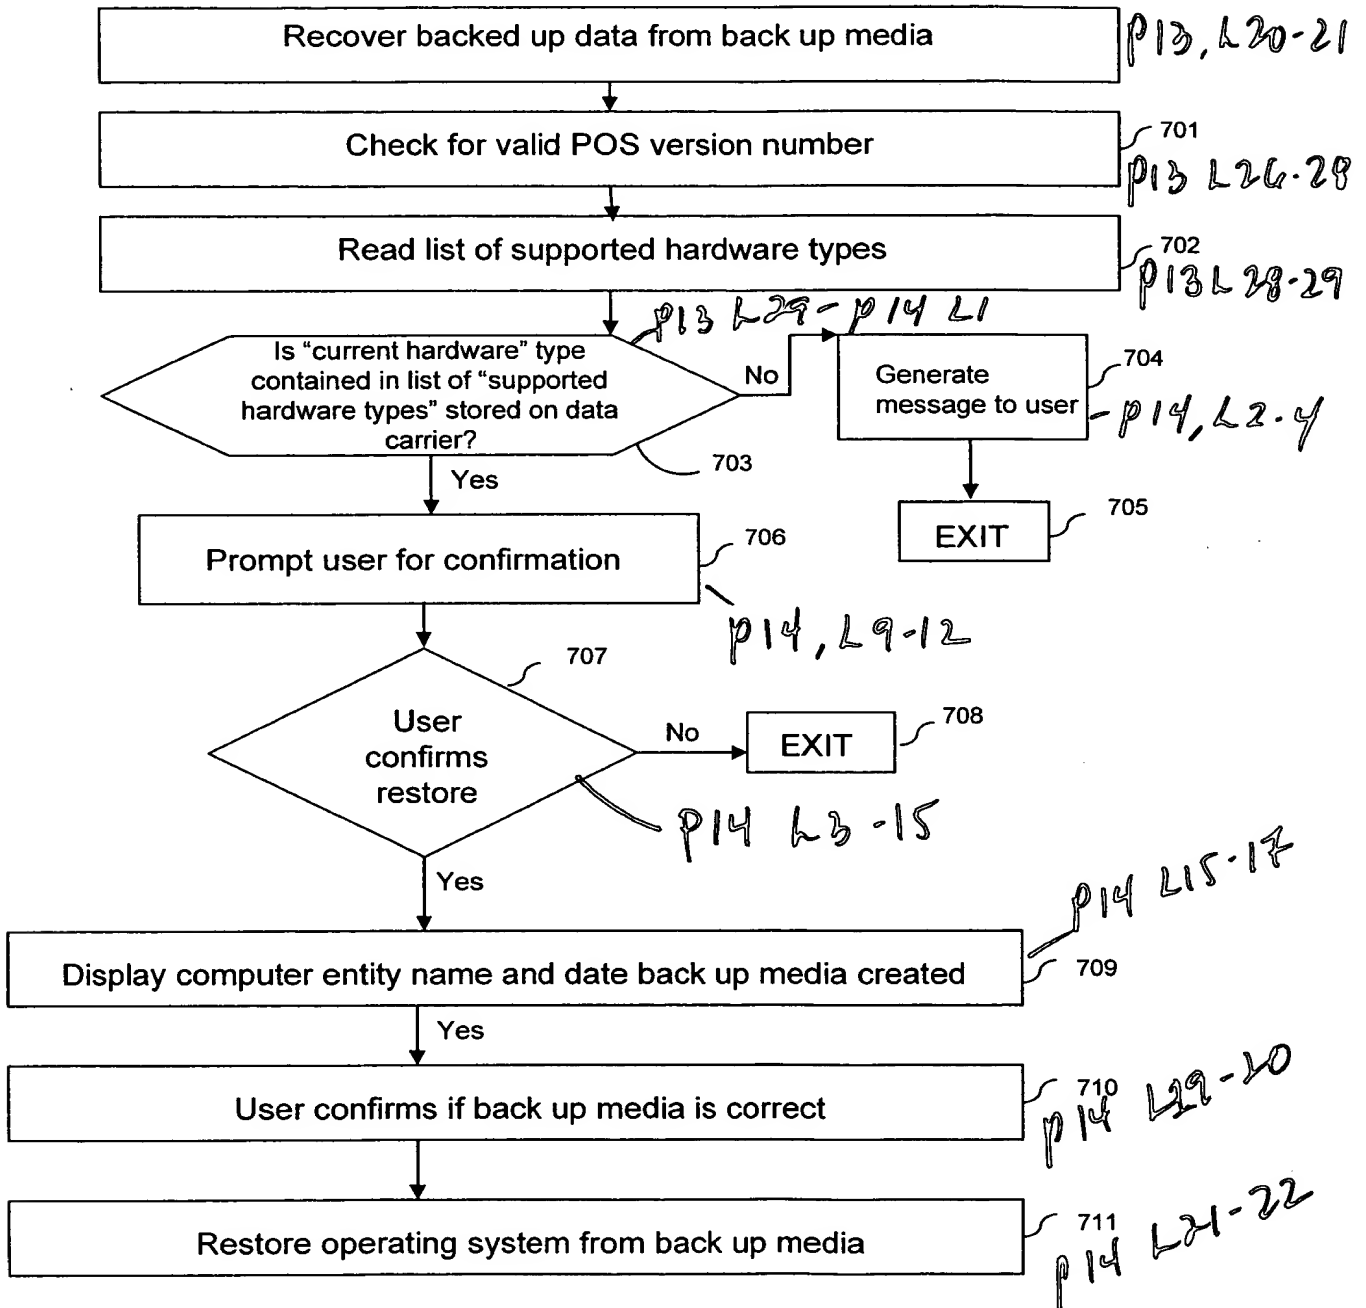 Recover backed up data from back up media
p13, L20-21
Check for valid POS version number
701
p13 L26-28
Read list of supported hardware types
702
p13 L28-29
p13 L29-p14 L1
Is "current hardware" type
contained in list of "supported
hardware types" stored on data
carrier?
703
No
Generate
message to user
704
p14, L2-4
Yes
EXIT
705
Prompt user for confirmation
706
p14, L9-12
707
User
confirms
restore
No
EXIT
708
p14 L3-15
Yes
p14 L15-17
Display computer entity name and date back up media created
709
Yes
User confirms if back up media is correct
710
p14
Restore operating system from back up media
711
p14 L21-22